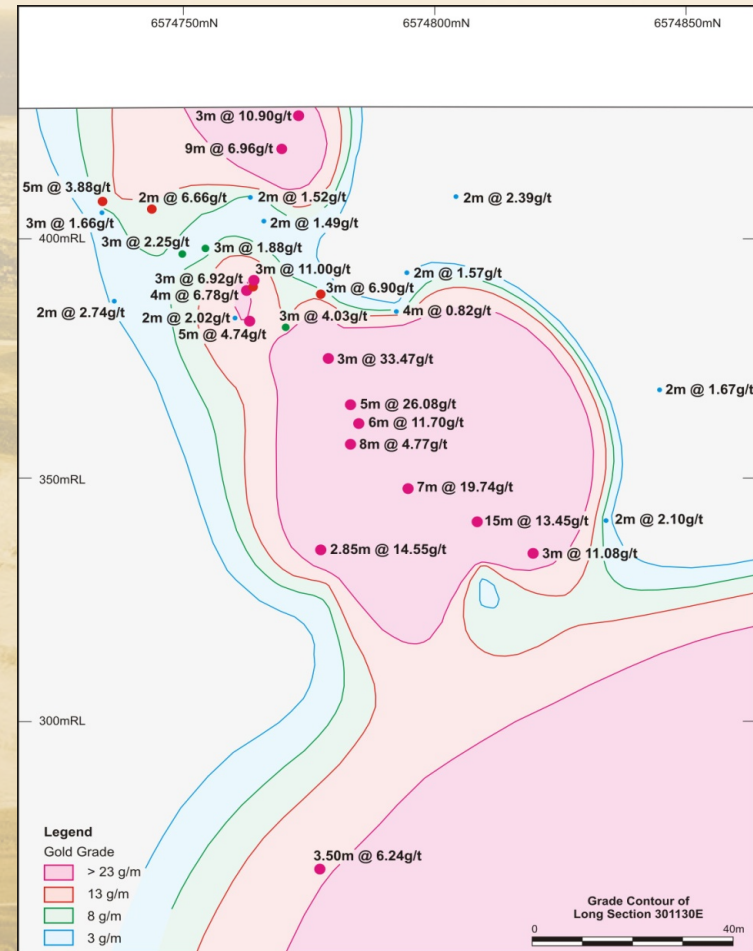 6574750mN
6574800mN
6574850mN
3m @ 10.90g/t
9m @ 6.96g/t
5m @ 3.88g/t
2m @ 6.66g/t
2m @ 1.52g/t
2m @ 2.39g/t
3m @ 1.66g/t
2m @ 1.49g/t
400mRL
3m @ 2.25g/t
3m @ 1.88g/t
3m @ 11.00g/t
3m @ 6.92g/t
2m @ 1.57g/t
3m @ 6.90g/t
4m @ 6.78g/t
2m @ 2.74g/t
2m @ 2.02g/t
3m @ 4.03g/t
4m @ 0.82g/t
5m @ 4.74g/t
3m @ 33.47g/t
2m @ 1.67g/t
5m @ 26.08g/t
6m @ 11.70g/t
8m @ 4.77g/t
350mRL
7m @ 19.74g/t
15m @ 13.45g/t
2m @ 2.10g/t
2.85m @ 14.55g/t
3m @ 11.08g/t
300mRL
3.50m @ 6.24g/t
Legend
Gold Grade
> 23 g/m
13 g/m
8 g/m
3 g/m
Grade Contour of
Long Section 301130E
0
40m